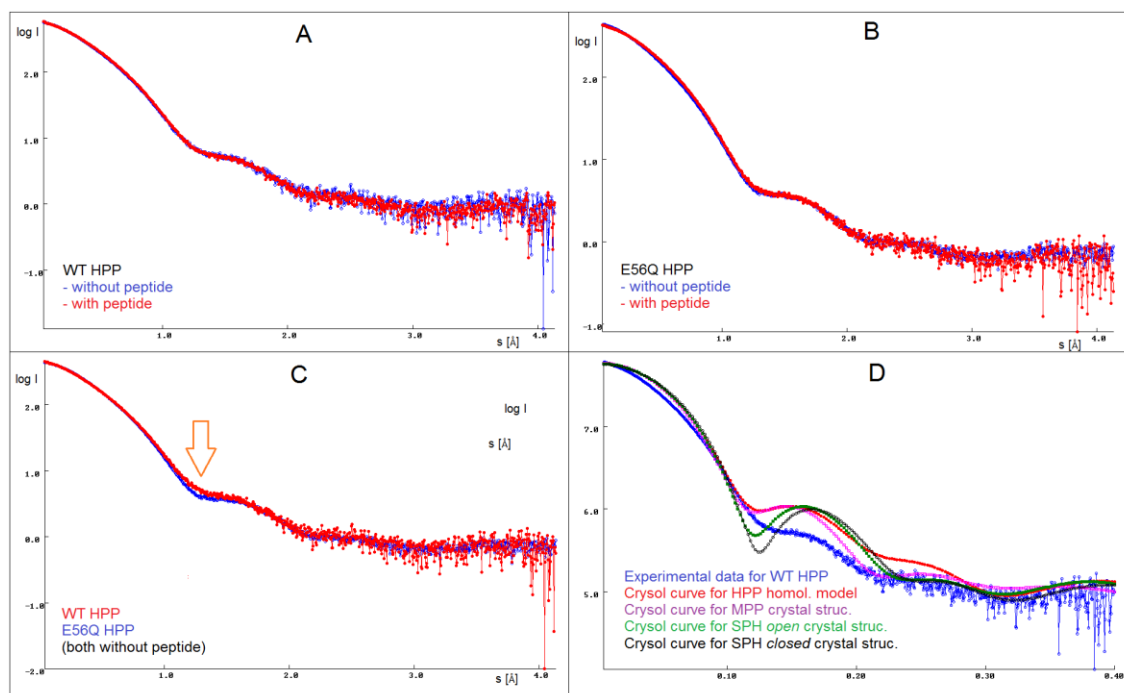 A
log I
2.0
1.0
0.0
-1.0
WT HPP
- without peptide
- with peptide
1.0
2.0
3.0
4.0
s [Å]
B
log I
2.0
1.0
0.0
-1.0
E56Q HPP
- without peptide
- with peptide
1.0
2.0
3.0
4.0
s [Å]
C
log I
2.0
1.0
0.0
-1.0
-2.0
log I
s [Å]
WT HPP
E56Q HPP
(both without peptide)
1.0
2.0
3.0
4.0
s [Å]
D
7.0
6.0
5.0
Experimental data for WT HPP
Crysol curve for HPP homol. model
Crysol curve for MPP crystal struc.
Crysol curve for SPH open crystal struc.
Crysol curve for SPH closed crystal struc.
0.10
0.20
0.30
0.40